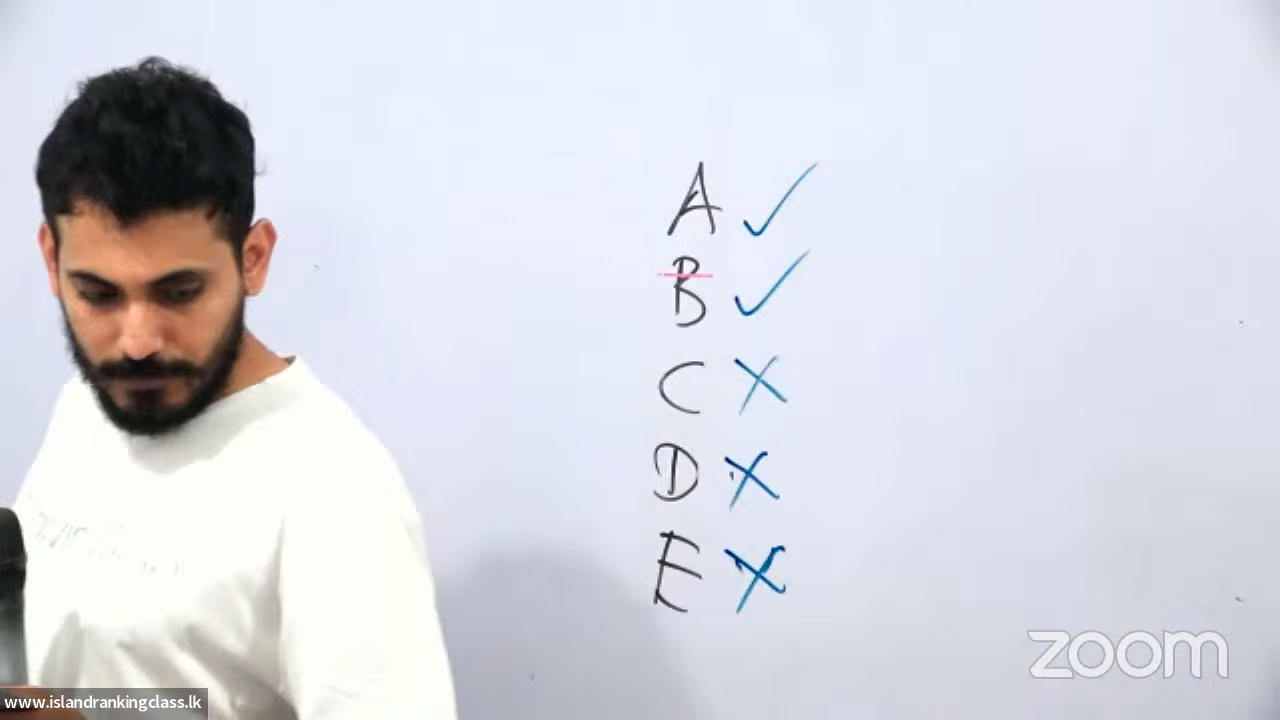 A ✓
B ✓
C ✗
D ✗
E ✗
zoom
www.islandrankingclass.lk